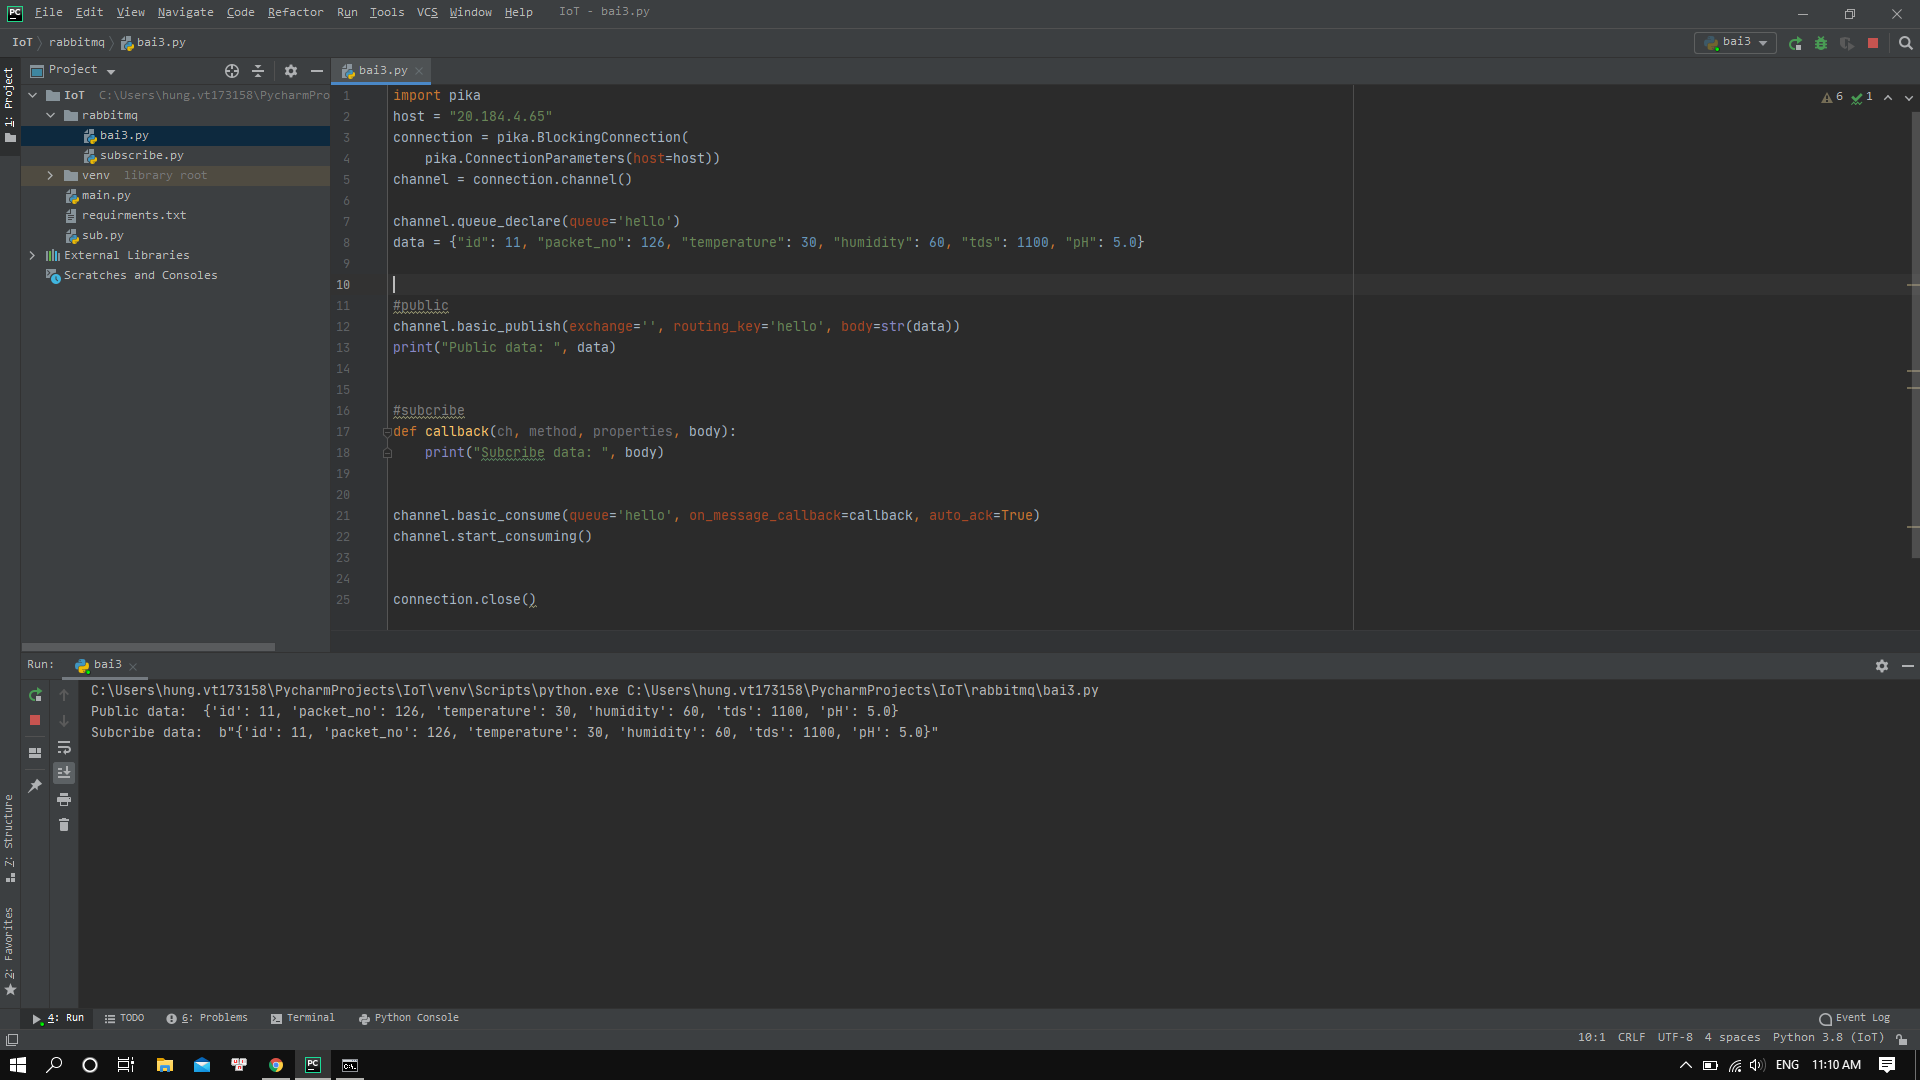 File Edit View Navigate Code Refactor Run Tools VCS Window Help IoT - bai3.py
IoT rabbitmq bai3.py
bai3
Project
bai3.py
1: Project
IoT C:\Users\hung.vt173158\PycharmPro
rabbitmq
bai3.py
subscribe.py
venv library root
main.py
requirments.txt
sub.py
External Libraries
Scratches and Consoles
6 1
1 import pika
2 host = "20.184.4.65"
3 connection = pika.BlockingConnection(
4 pika.ConnectionParameters(host=host))
5 channel = connection.channel()
6
7 channel.queue_declare(queue='hello')
8 data = {"id": 11, "packet_no": 126, "temperature": 30, "humidity": 60, "tds": 1100, "pH": 5.0}
9
10
11 #public
12 channel.basic_publish(exchange='', routing_key='hello', body=str(data))
13 print("Public data: ", data)
14
15
16 #subcribe
17 def callback(ch, method, properties, body):
18 print("Subcribe data: ", body)
19
20
21 channel.basic_consume(queue='hello', on_message_callback=callback, auto_ack=True)
22 channel.start_consuming()
23
24
25 connection.close()
Run: bai3
C:\Users\hung.vt173158\PycharmProjects\IoT\venv\Scripts\python.exe C:\Users\hung.vt173158\PycharmProjects\IoT\rabbitmq\bai3.py
Public data:  {'id': 11, 'packet_no': 126, 'temperature': 30, 'humidity': 60, 'tds': 1100, 'pH': 5.0}
Subcribe data:  b"{'id': 11, 'packet_no': 126, 'temperature': 30, 'humidity': 60, 'tds': 1100, 'pH': 5.0}"
Z: Structure
2: Favorites
4: Run TODO 6: Problems Terminal Python Console Event Log
10:1 CRLF UTF-8 4 spaces Python 3.8 (IoT)
ENG 11:10 AM